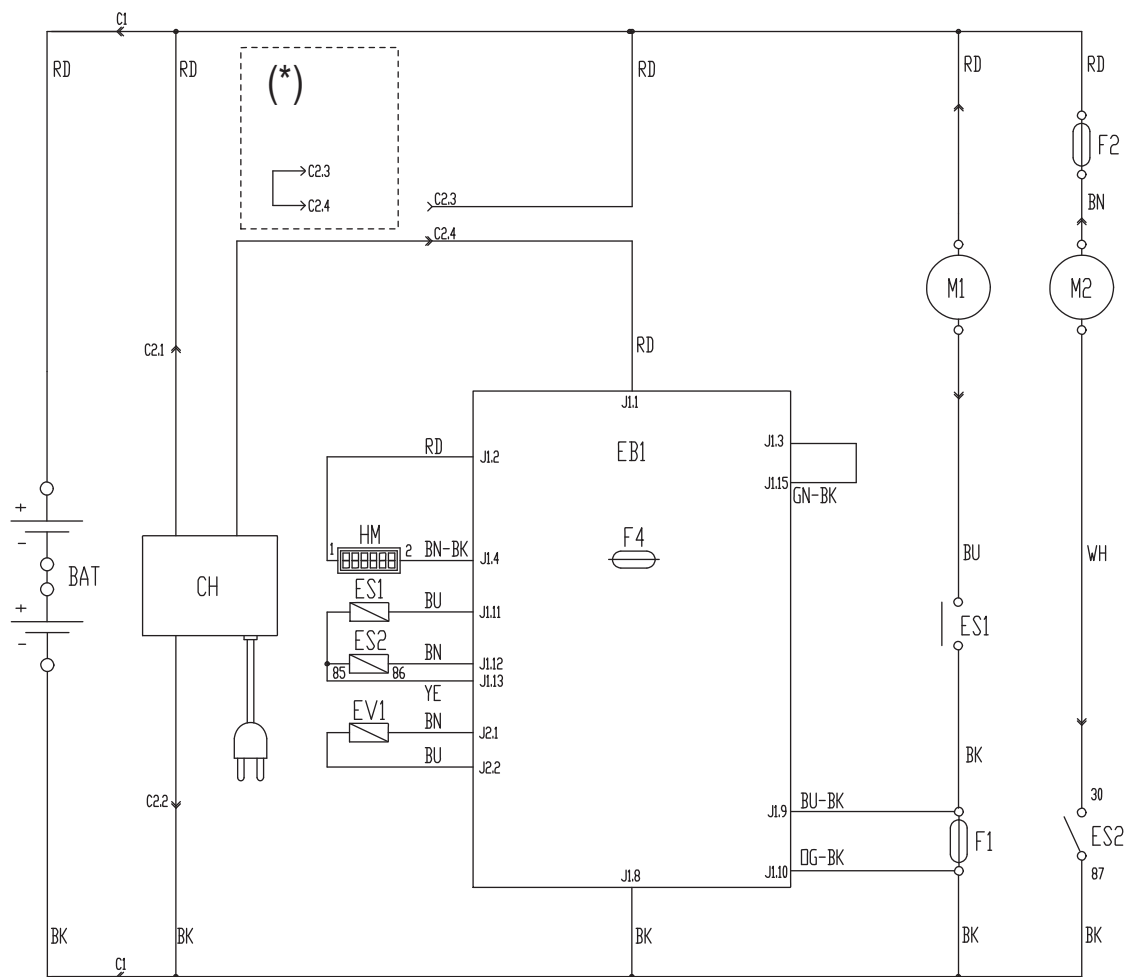 C1
RD RD RD RD RD
(*)
F2
C2.3
C2.3
C2.4
BN
C2.4
M1 M2
C2.1 RD
J1.1
RD J1.3
EB1
J1.2
J1.15
GN-BK
+
HM F4
- 1 2 BN-BK BU WH
J1.4
BAT CH ES1
BU
+ J1.11 ES1
ES2
- BN J1.12
85 86 J1.13
YE
EV1 BN
J2.1
BU BK
J2.2
C2.2 BU-BK 30
J1.9
F1 ES2
OG-BK
J1.10 87
J1.8
BK BK BK BK BK
C1